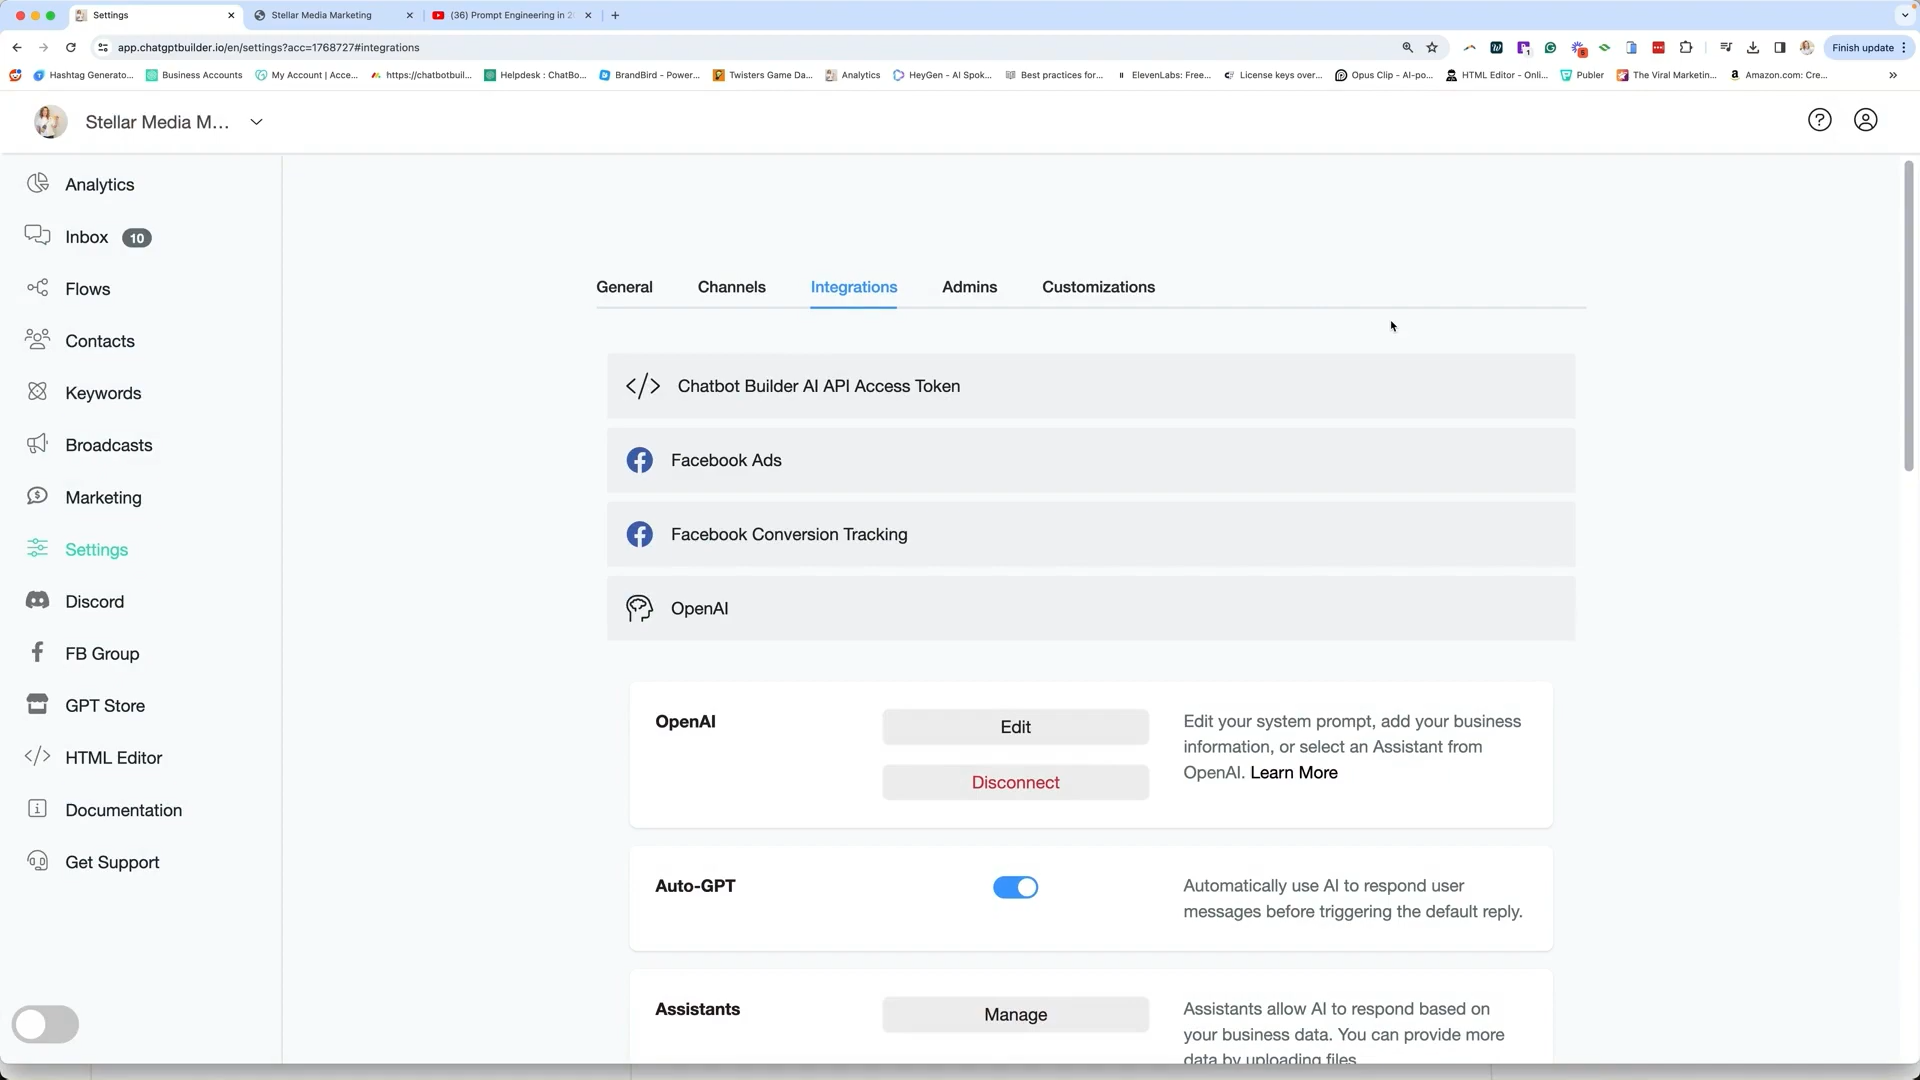 Settings
Stellar Media Marketing
(36) Prompt Engineering in 2
app.chatgptbuilder.io/en/settings?acc=1768727#integrations
Finish update
Hashtag Generato...
Business Accounts
My Account | Acce...
https://chatbotbuil...
Helpdesk : ChatBo...
BrandBird - Power...
Twisters Game Da...
Analytics
HeyGen - AI Spok...
Best practices for...
ElevenLabs: Free...
License keys over...
Opus Clip - AI-po...
HTML Editor - Onli...
Publer
The Viral Marketin...
Amazon.com: Cre...
Stellar Media M...
Analytics
Inbox 10
Flows
Contacts
Keywords
Broadcasts
Marketing
Settings
Discord
FB Group
GPT Store
HTML Editor
Documentation
Get Support
General
Channels
Integrations
Admins
Customizations
Chatbot Builder AI API Access Token
Facebook Ads
Facebook Conversion Tracking
OpenAI
OpenAI
Edit
Disconnect
Edit your system prompt, add your business
information, or select an Assistant from
OpenAI. Learn More
Auto-GPT
Automatically use AI to respond user
messages before triggering the default reply.
Assistants
Manage
Assistants allow AI to respond based on
your business data. You can provide more
data by uploading files